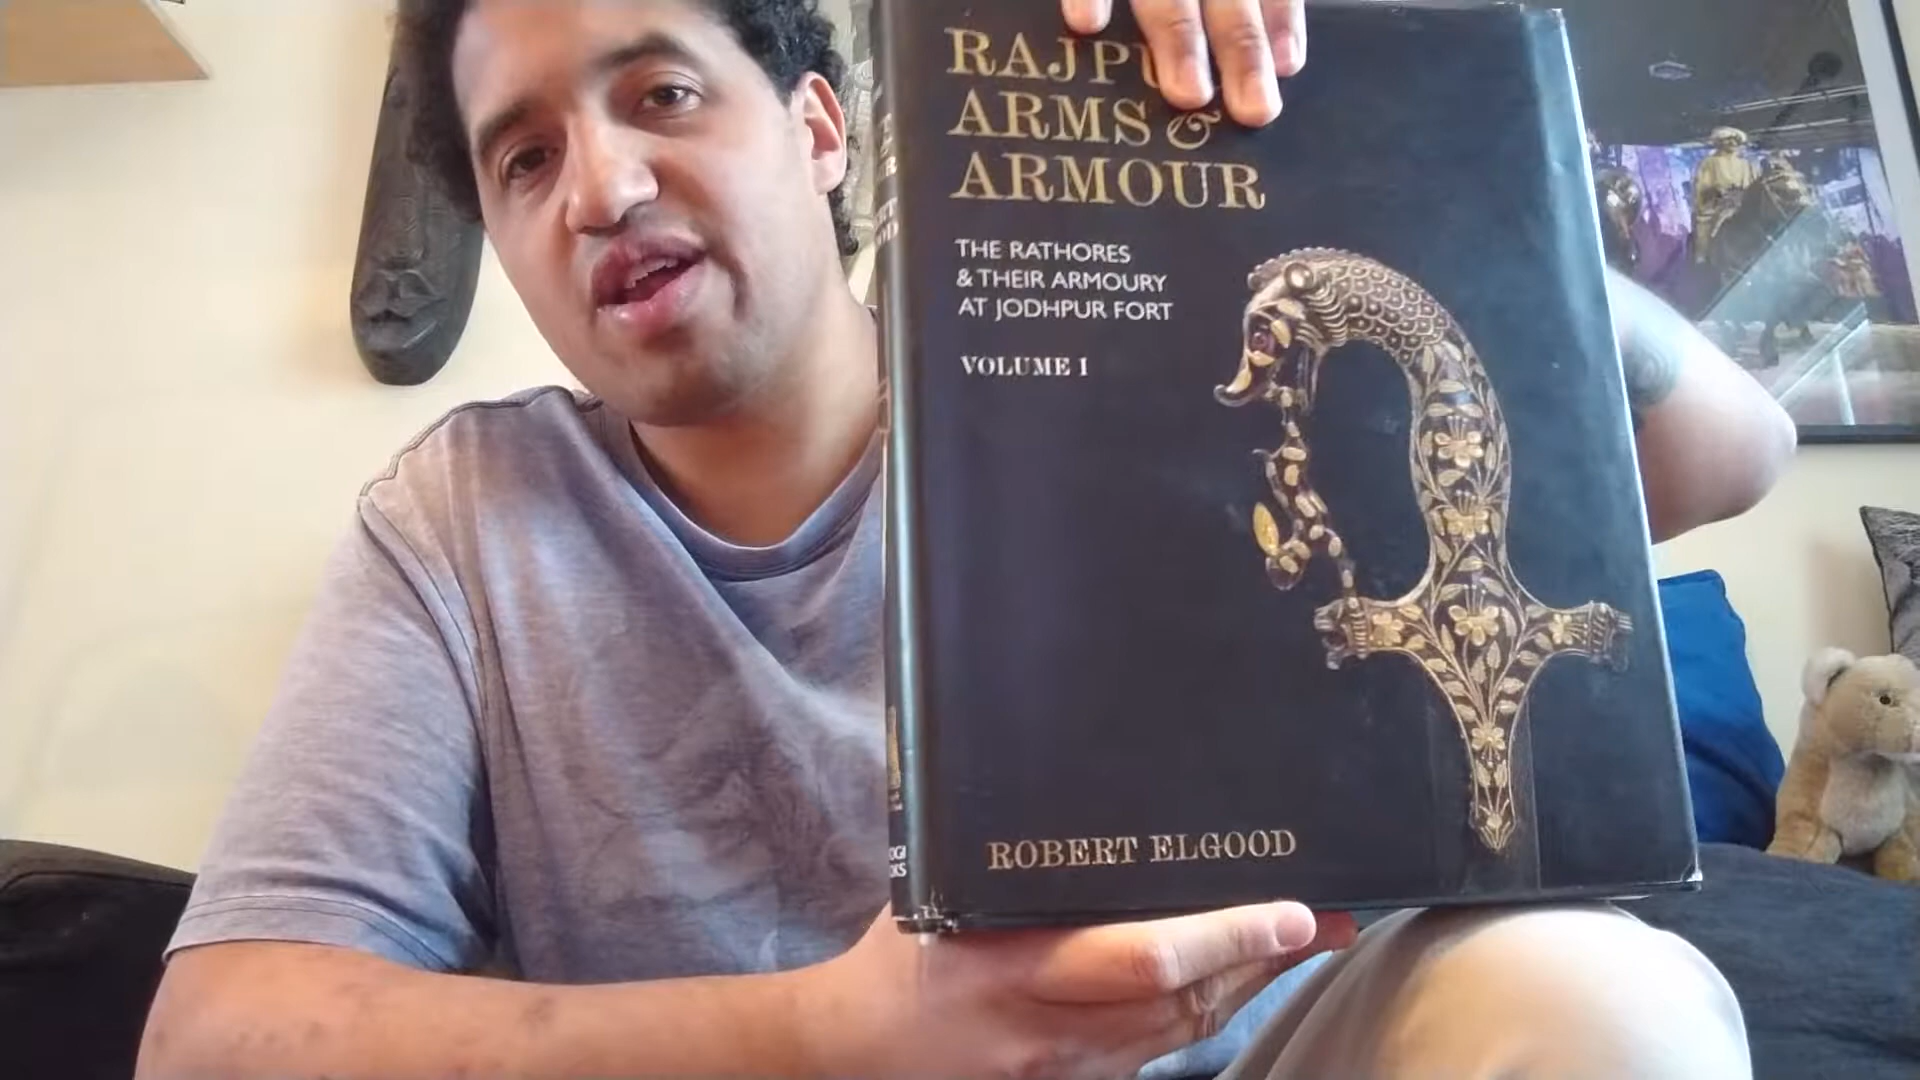 RAJPU
ARMS &
ARMOUR
THE RATHORES
& THEIR ARMOURY
AT JODHPUR FORT
VOLUME I
ROBERT ELGOOD